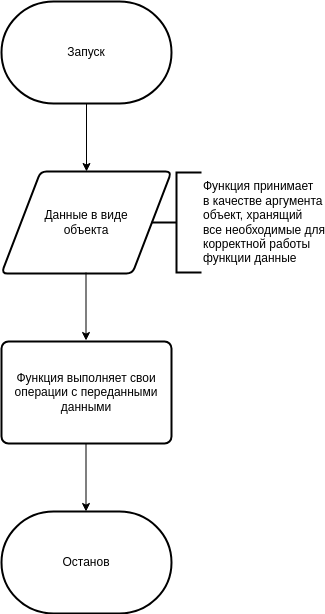 Запуск
Данные в виде
объекта
Функция принимает
в качестве аргумента
объект, хранящий
все необходимые для
корректной работы
функции данные
Функция выполняет свои
операции с переданными
данными
Останов